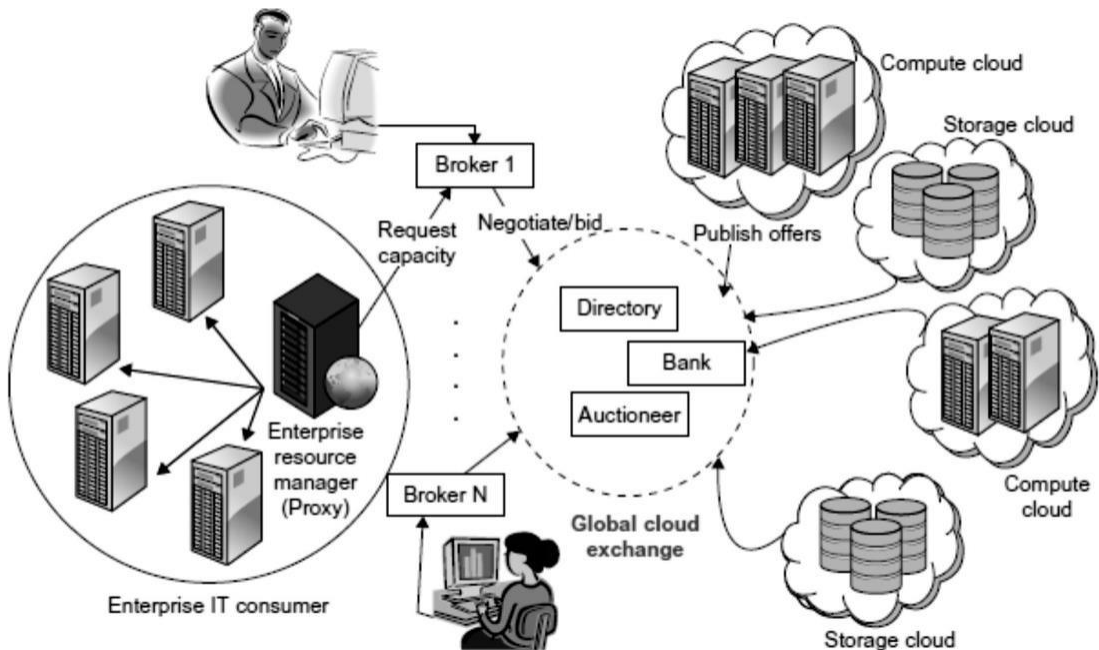 Compute cloud
Storage cloud
Broker 1
Request
capacity
Negotiate/bid
Publish offers
Directory
Bank
Auctioneer
Enterprise
resource
manager
(Proxy)
Broker N
Global cloud
exchange
Compute
cloud
Enterprise IT consumer
Storage cloud